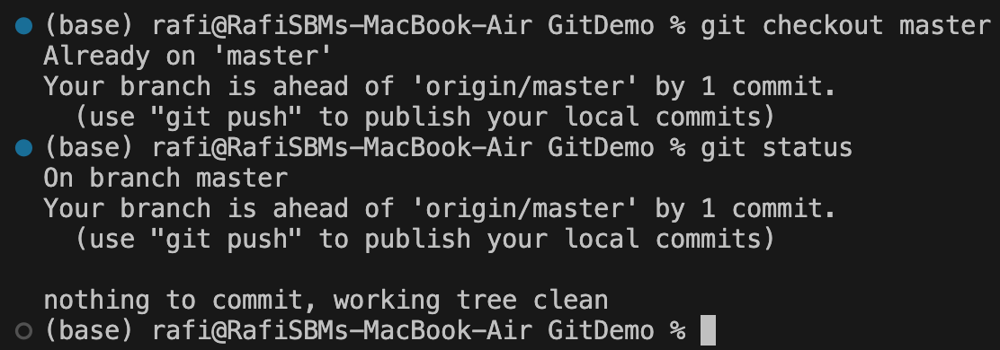 (base) rafi@RafiSBMs-MacBook-Air GitDemo % git checkout master
Already on 'master'
Your branch is ahead of 'origin/master' by 1 commit.
  (use "git push" to publish your local commits)
(base) rafi@RafiSBMs-MacBook-Air GitDemo % git status
On branch master
Your branch is ahead of 'origin/master' by 1 commit.
  (use "git push" to publish your local commits)

nothing to commit, working tree clean
(base) rafi@RafiSBMs-MacBook-Air GitDemo %